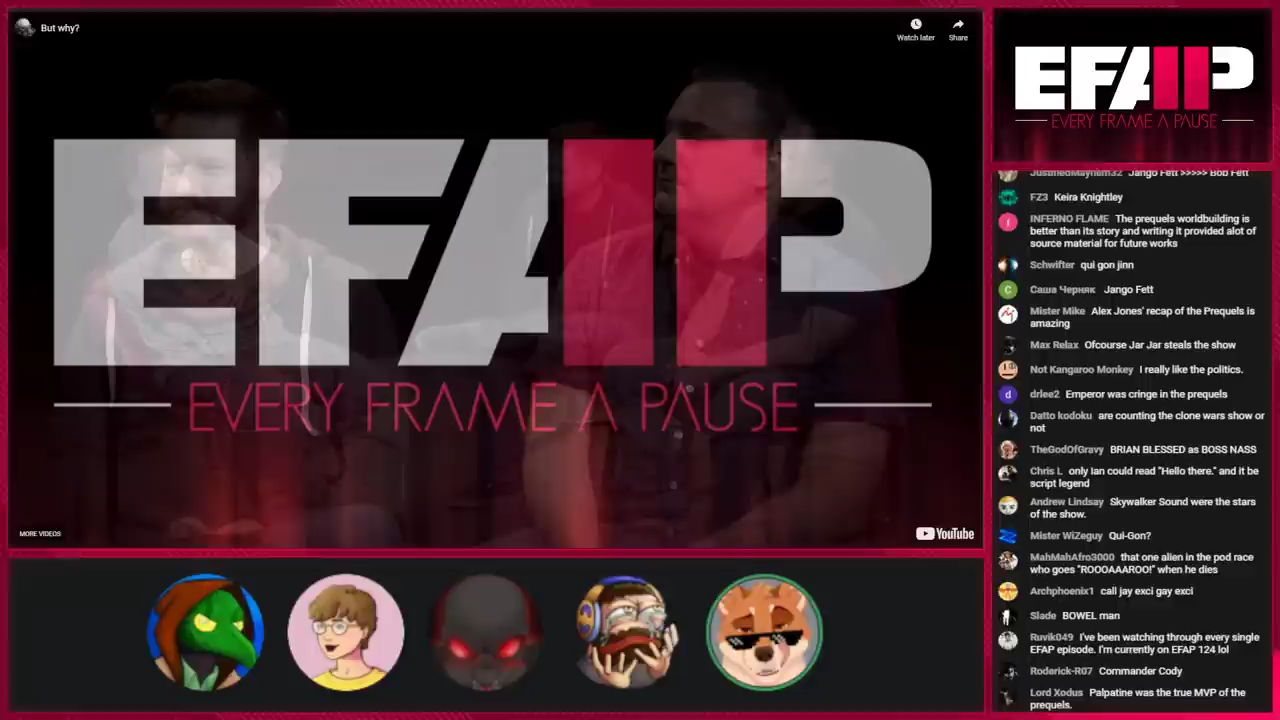 But why?
Watch later
Share
EFAP
EVERY FRAME A PAUSE
MORE VIDEOS
YouTube
EFAP
EVERY FRAME A PAUSE
JustifiedMayhem32 Jango Fett >>>>> Bob Fett
FZ3 Keira Knightley
INFERNO FLAME The prequels worldbuilding is
better than its story and writing it provided alot of
source material for future works
Schwifter qui gon jinn
Саша Черняк Jango Fett
Mister Mike Alex Jones' recap of the Prequels is
amazing
Max Relax Ofcourse Jar Jar steals the show
Not Kangaroo Monkey I really like the politics.
drlee2 Emperor was cringe in the prequels
Datto kodoku are counting the clone wars show or
not
TheGodOfGravy BRIAN BLESSED as BOSS NASS
Chris L only Ian could read "Hello there." and it be
script legend
Andrew Lindsay Skywalker Sound were the stars
of the show.
Mister WiZeguy Qui-Gon?
MahMahAfro3000 that one alien in the pod race
who goes "ROOAAAROO!" when he dies
Archphoenix1 call jay exci gay exci
Slade BOWEL man
Ruvik049 I've been watching through every single
EFAP episode. I'm currently on EFAP 124 lol
Roderick-R07 Commander Cody
Lord Xodus Palpatine was the true MVP of the
prequels.